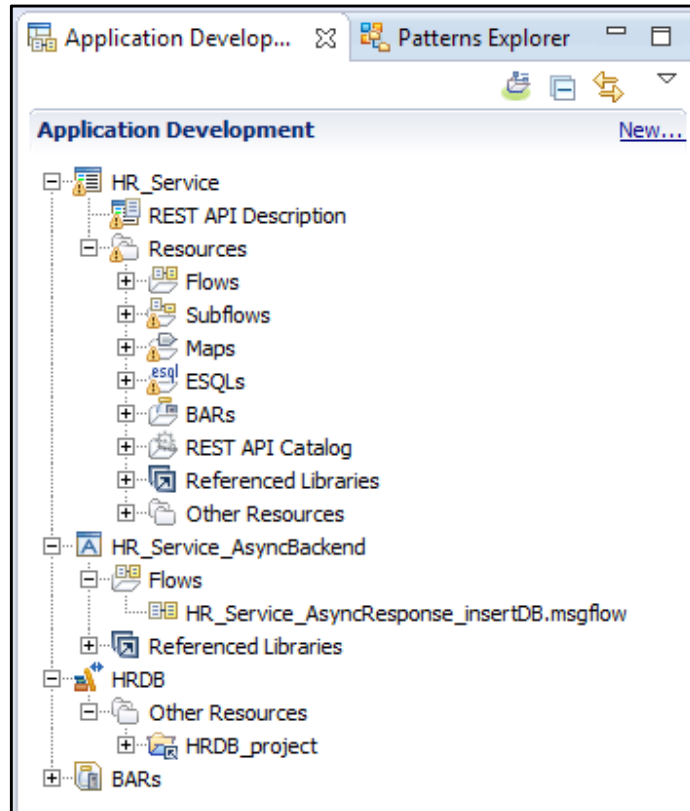 Application Develop... Patterns Explorer
Application Development New...
HR_Service
REST API Description
Resources
Flows
Subflows
Maps
esql ESQLs
BARs
REST API Catalog
Referenced Libraries
Other Resources
A HR_Service_AsyncBackend
Flows
HR_Service_AsyncResponse_insertDB.msgflow
Referenced Libraries
HRDB
Other Resources
HRDB_project
BARs